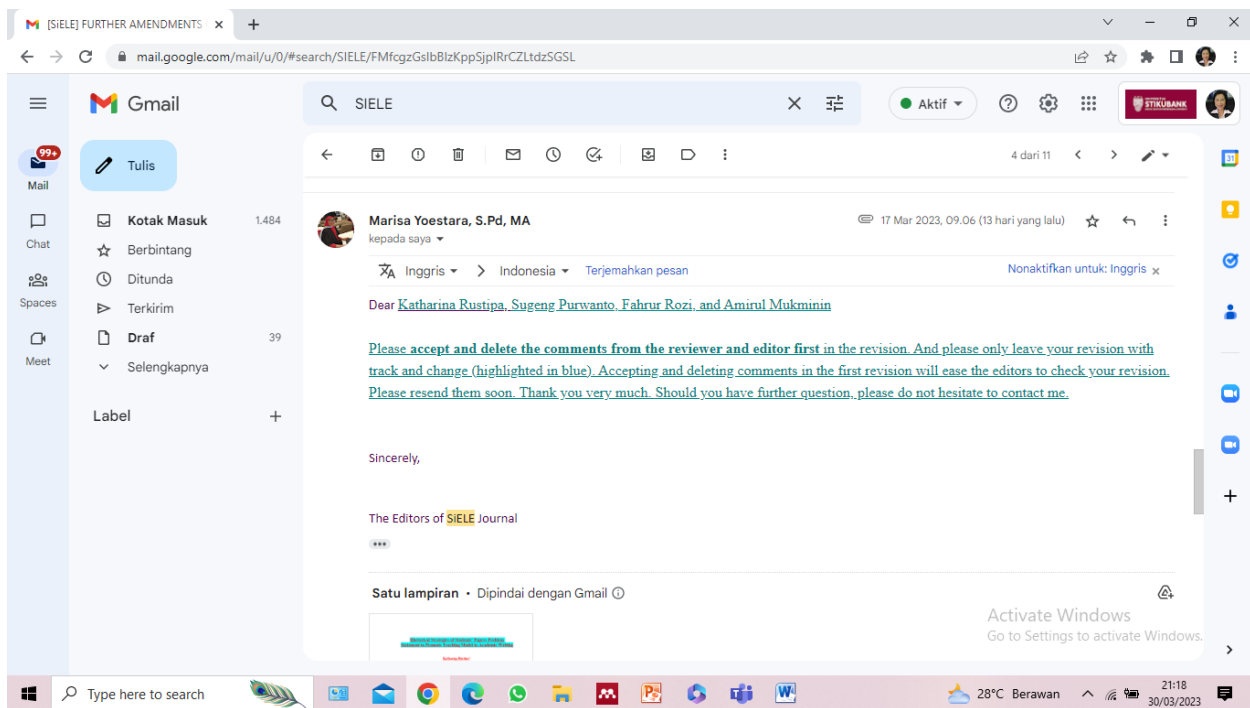 [SiELE] FURTHER AMENDMENTS
mail.google.com/mail/u/0/#search/SIELE/FMfcgzGslbBlzKppSjpIRrCZLtdzSGSL
Gmail
SIELE
Aktif
STIKUBANK
99+
Mail
Chat
Spaces
Meet
Tulis
Kotak Masuk 1.484
Berbintang
Ditunda
Terkirim
Draf 39
Selengkapnya
Label
4 dari 11
31
Marisa Yoestara, S.Pd, MA
17 Mar 2023, 09.06 (13 hari yang lalu)
kepada saya
Inggris > Indonesia Terjemahkan pesan
Nonaktifkan untuk: Inggris x
Dear Katharina Rustipa, Sugeng Purwanto, Fahrur Rozi, and Amirul Mukminin
Please accept and delete the comments from the reviewer and editor first in the revision. And please only leave your revision with
track and change (highlighted in blue). Accepting and deleting comments in the first revision will ease the editors to check your revision.
Please resend them soon. Thank you very much. Should you have further question, please do not hesitate to contact me.
Sincerely,
The Editors of SiELE Journal
Satu lampiran • Dipindai dengan Gmail
Activate Windows
Go to Settings to activate Windows.
Type here to search
28°C Berawan
21:18
30/03/2023